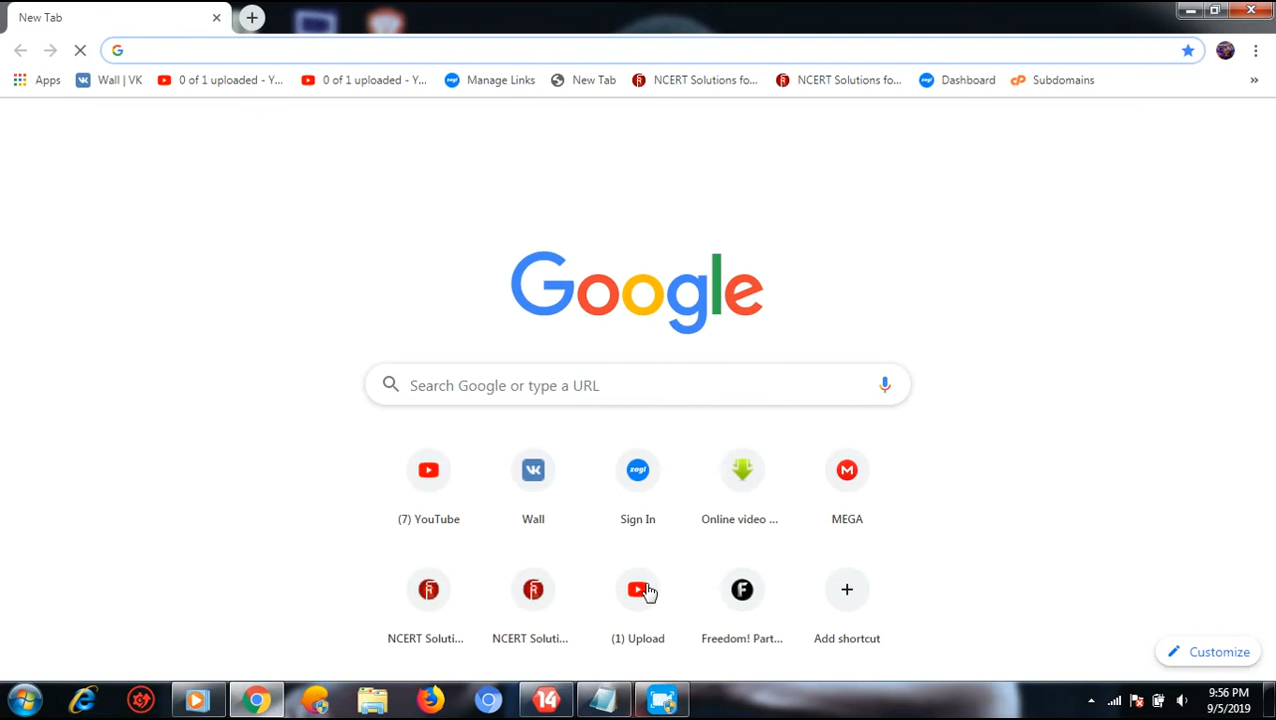 New Tab
Apps Wall | VK 0 of 1 uploaded - Y... 0 of 1 uploaded - Y... Manage Links New Tab NCERT Solutions fo... NCERT Solutions fo... Dashboard Subdomains »
Google
Search Google or type a URL
(7) YouTube Wall Sign In Online video ... MEGA
NCERT Soluti... NCERT Soluti... (1) Upload Freedom! Part... Add shortcut
Customize
14
9:56 PM
9/5/2019